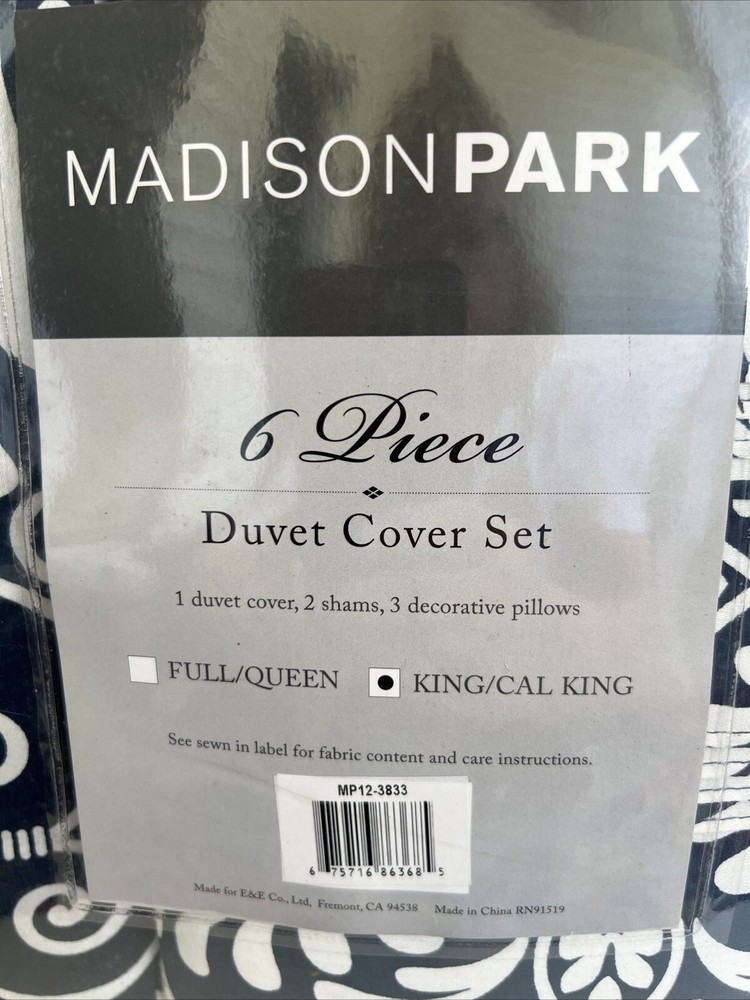 MADISONPARK
6 Piece
Duvet Cover Set
1 duvet cover, 2 shams, 3 decorative pillows
FULL/QUEEN KING/CAL KING
See sewn in label for fabric content and care instructions.
MP12-3833
6 75716 86368 5
Made for E&E Co., Ltd, Fremont, CA 94538 Made in China RN91519